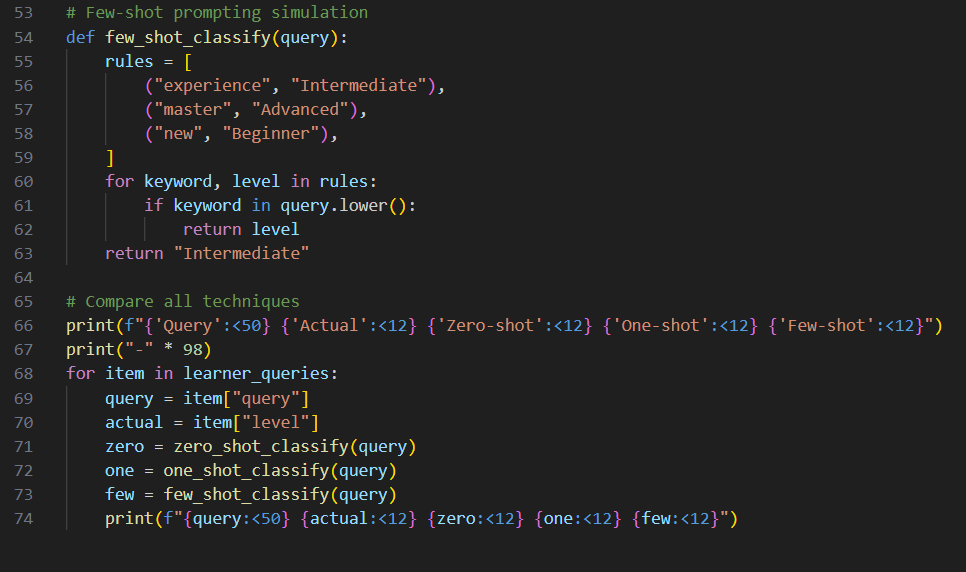 53 # Few-shot prompting simulation
54 def few_shot_classify(query):
55     rules = [
56         ("experience", "Intermediate"),
57         ("master", "Advanced"),
58         ("new", "Beginner"),
59     ]
60     for keyword, level in rules:
61         if keyword in query.lower():
62             return level
63     return "Intermediate"
64
65 # Compare all techniques
66 print(f"{'Query':<50} {'Actual':<12} {'Zero-shot':<12} {'One-shot':<12} {'Few-shot':<12}")
67 print("-" * 98)
68 for item in learner_queries:
69     query = item["query"]
70     actual = item["level"]
71     zero = zero_shot_classify(query)
72     one = one_shot_classify(query)
73     few = few_shot_classify(query)
74     print(f"{query:<50} {actual:<12} {zero:<12} {one:<12} {few:<12}")